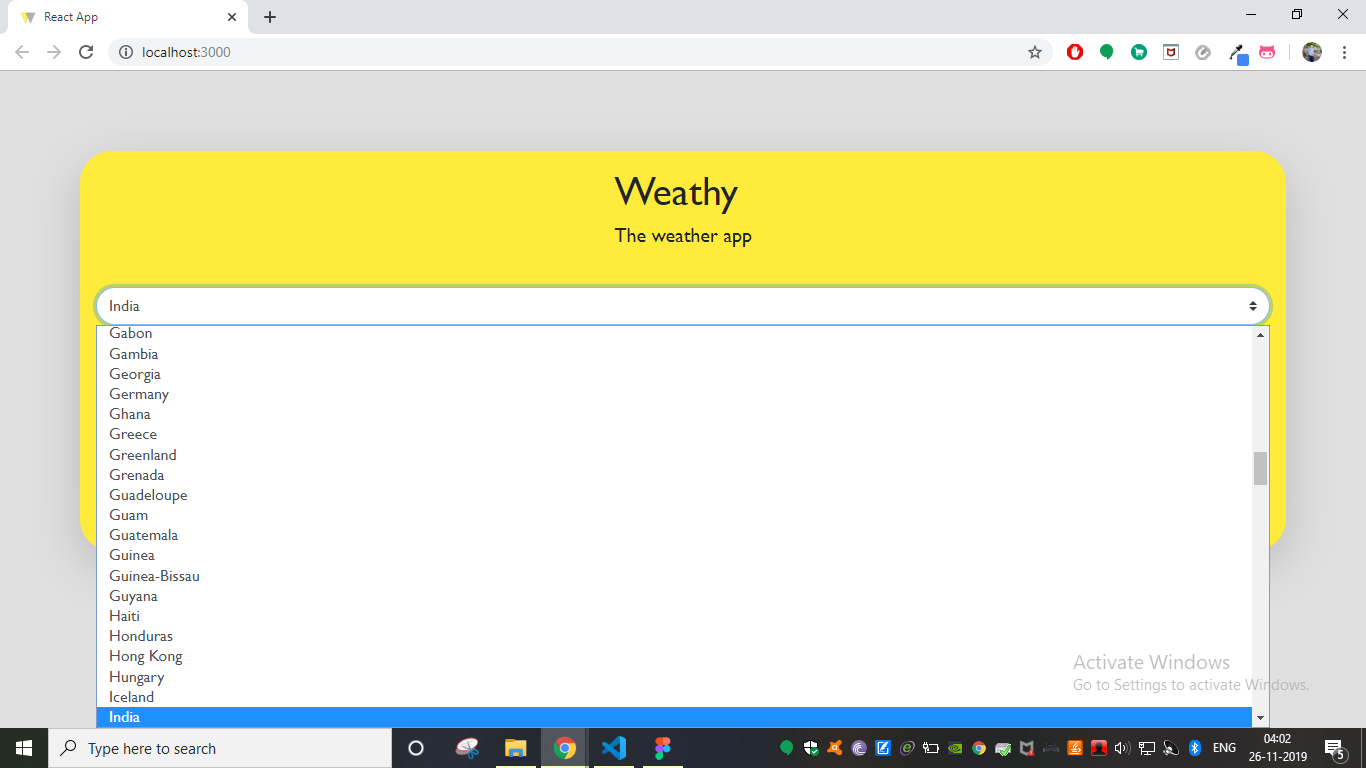 React App
localhost:3000
Weathy
The weather app
India
Gabon
Gambia
Georgia
Germany
Ghana
Greece
Greenland
Grenada
Guadeloupe
Guam
Guatemala
Guinea
Guinea-Bissau
Guyana
Haiti
Honduras
Hong Kong
Hungary
Iceland
India
Activate Windows
Go to Settings to activate Windows.
Type here to search
ENG
04:02
26-11-2019
5